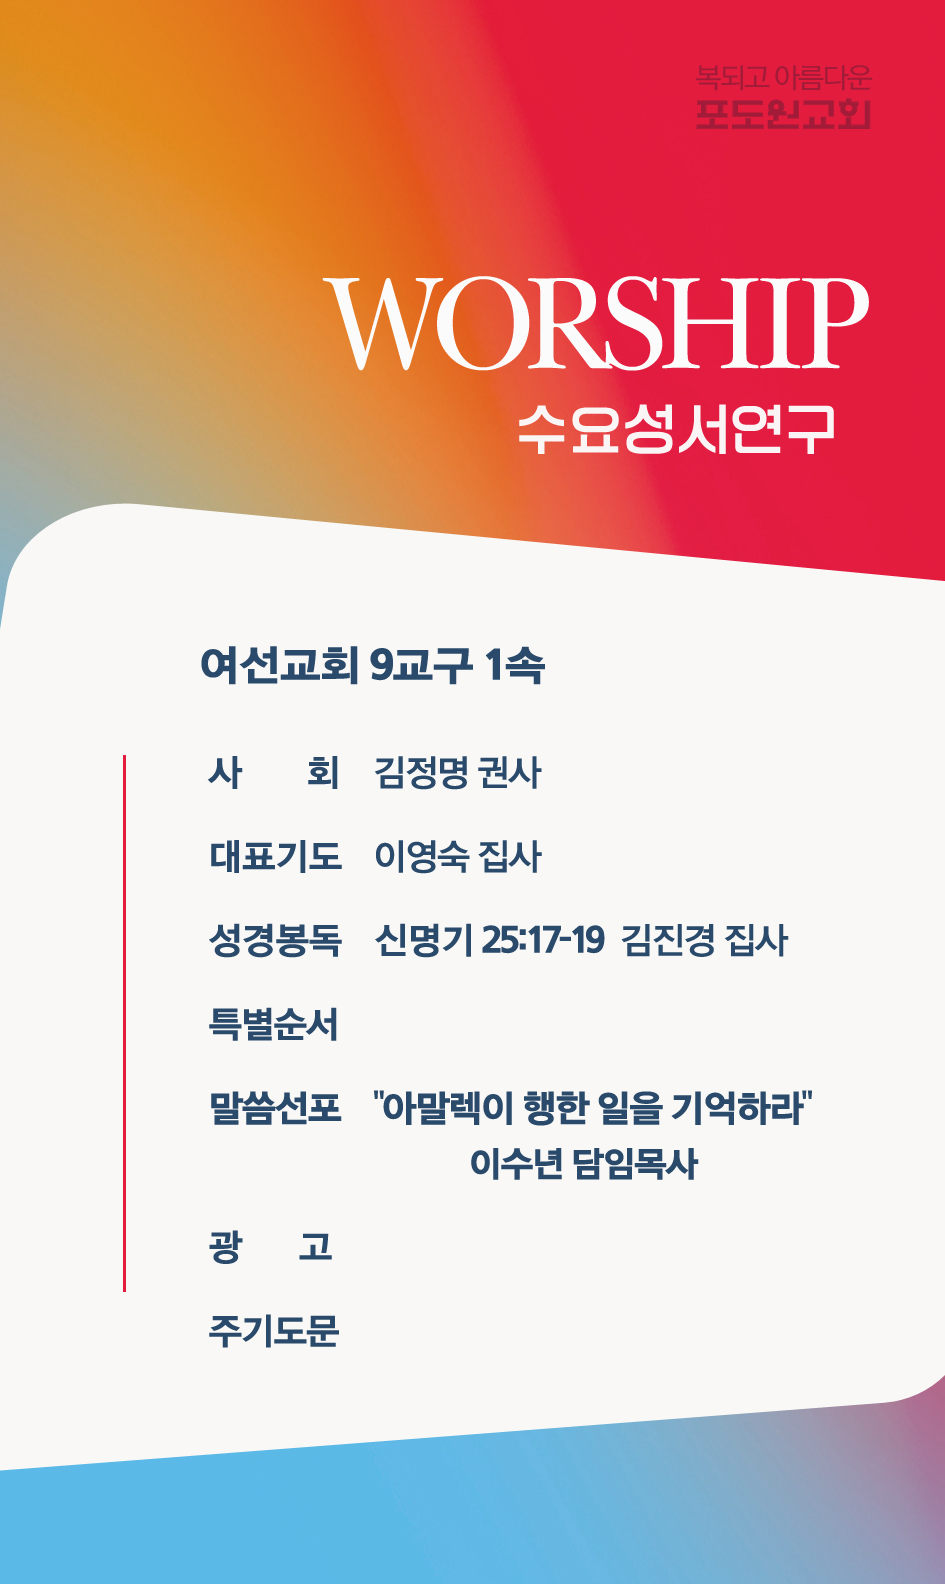 복되고 아름다운
포도원교회
WORSHIP
수요성서연구
여선교회 9교구 1속
사 회 김정명 권사
대표기도 이영숙 집사
성경봉독 신명기 25:17-19 김진경 집사
특별순서
말씀선포 "아말렉이 행한 일을 기억하라"
이수년 담임목사
광 고
주기도문